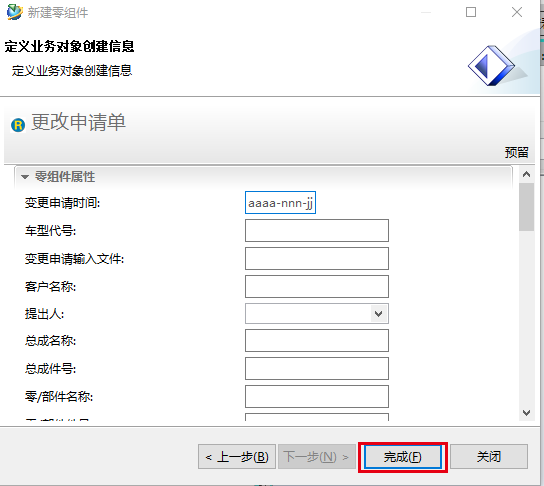 新建零组件
定义业务对象创建信息
定义业务对象创建信息
R 更改申请单
预留
零组件属性
变更申请时间: aaaa-nnn-jj
车型代号:
变更申请输入文件:
客户名称:
提出人:
总成名称:
总成件号:
零/部件名称:
< 上一步(B) 下一步(N) > 完成(F) 关闭